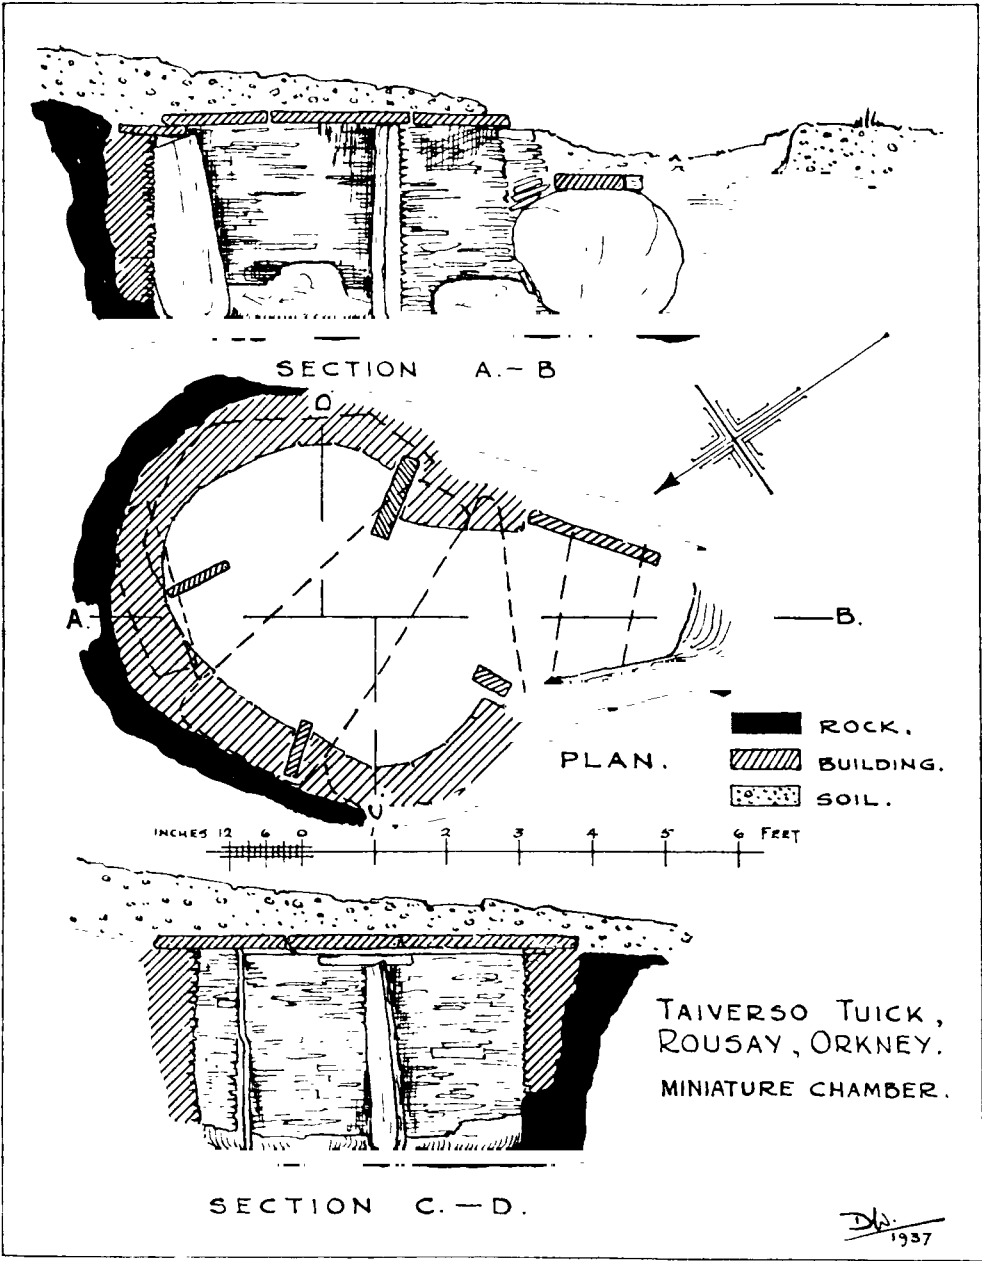 SECTION A.–B
D
A.
B.
C
PLAN.
ROCK.
BUILDING.
SOIL.
INCHES 12 6 0 1 2 3 4 5 6 FEET
TAIVERSO TUICK,
ROUSAY, ORKNEY.
MINIATURE CHAMBER.
SECTION C.–D.
D.W.
1937